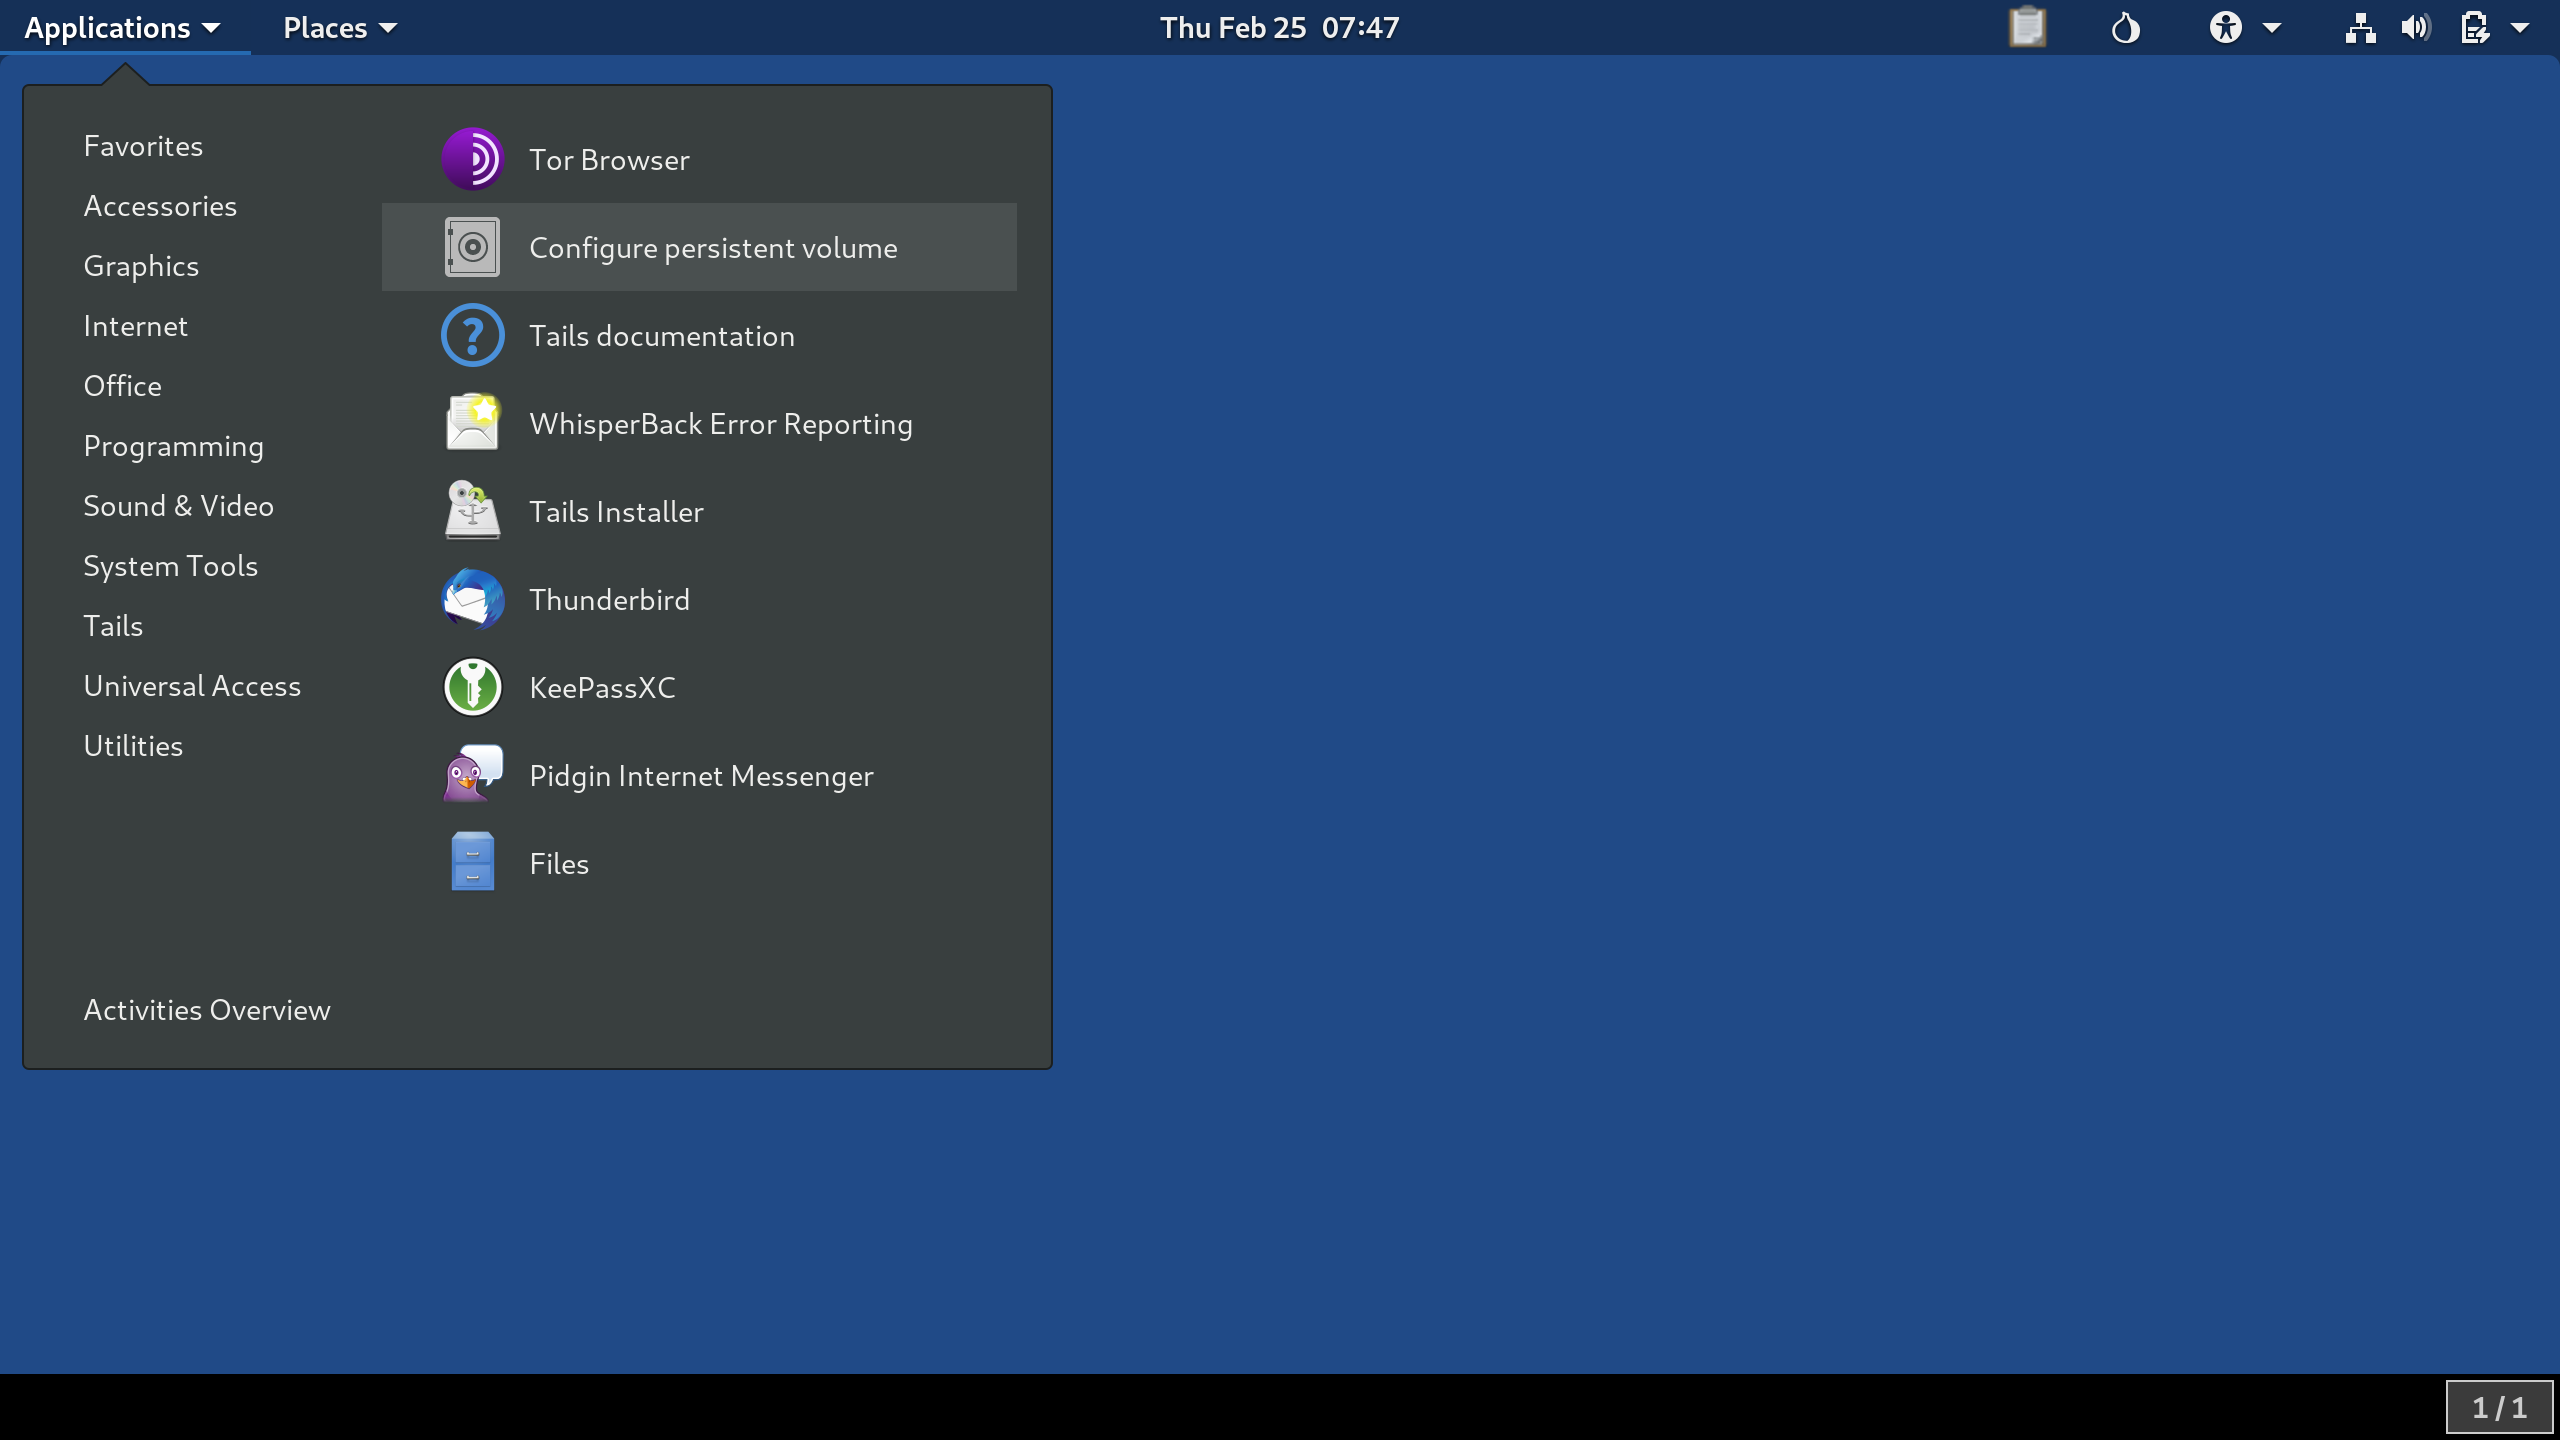 Applications Places Thu Feb 25 07:47
Favorites
Accessories
Graphics
Internet
Office
Programming
Sound & Video
System Tools
Tails
Universal Access
Utilities
Activities Overview
Tor Browser
Configure persistent volume
Tails documentation
WhisperBack Error Reporting
Tails Installer
Thunderbird
KeePassXC
Pidgin Internet Messenger
Files
1 / 1